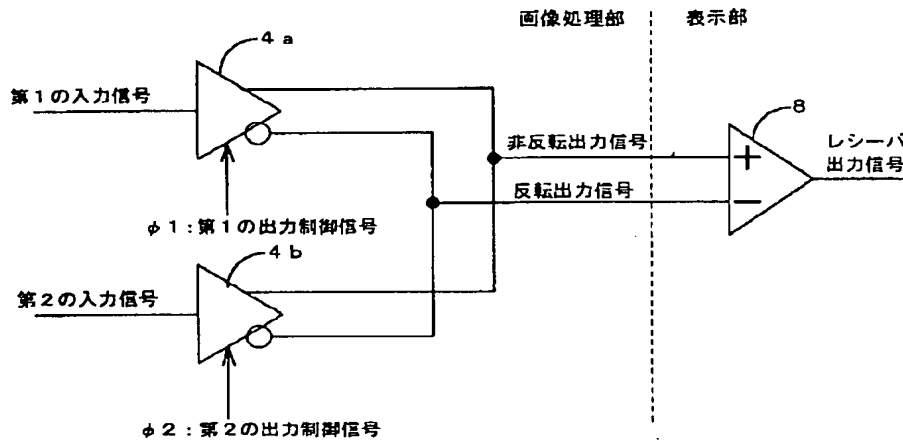 画像処理部
表示部
4a
第1の入力信号
8
レシーバ
出力信号
非反転出力信号
+
反転出力信号
−
φ1:第1の出力制御信号
4b
第2の入力信号
φ2:第2の出力制御信号